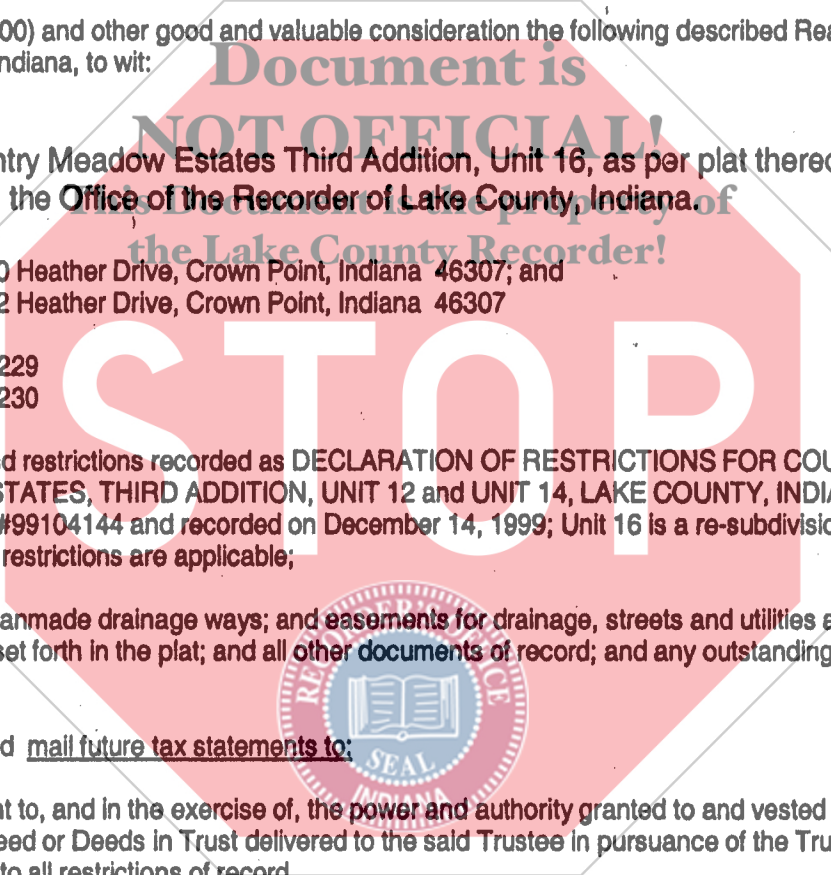 00) and other good and valuable consideration the following described Rea
ndiana, to wit:
Document is
NOT OFFICIAL!
ntry Meadow Estates Third Addition, Unit 16, as per plat thereo
the Office of the Recorder of Lake County, Indiana.
This Document is the property of
the Lake County Recorder!
0 Heather Drive, Crown Point, Indiana 46307; and
2 Heather Drive, Crown Point, Indiana 46307
229
230
STOP
d restrictions recorded as DECLARATION OF RESTRICTIONS FOR COU
STATES, THIRD ADDITION, UNIT 12 and UNIT 14, LAKE COUNTY, INDIA
#99104144 and recorded on December 14, 1999; Unit 16 is a re-subdivisio
restrictions are applicable;
anmade drainage ways; and easements for drainage, streets and utilities a
set forth in the plat; and all other documents of record; and any outstanding
RECORDER'S OFFICE
SEAL
INDIANA
d mail future tax statements to:
nt to, and in the exercise of, the power and authority granted to and vested
eed or Deeds in Trust delivered to the said Trustee in pursuance of the Tru
to all restrictions of record